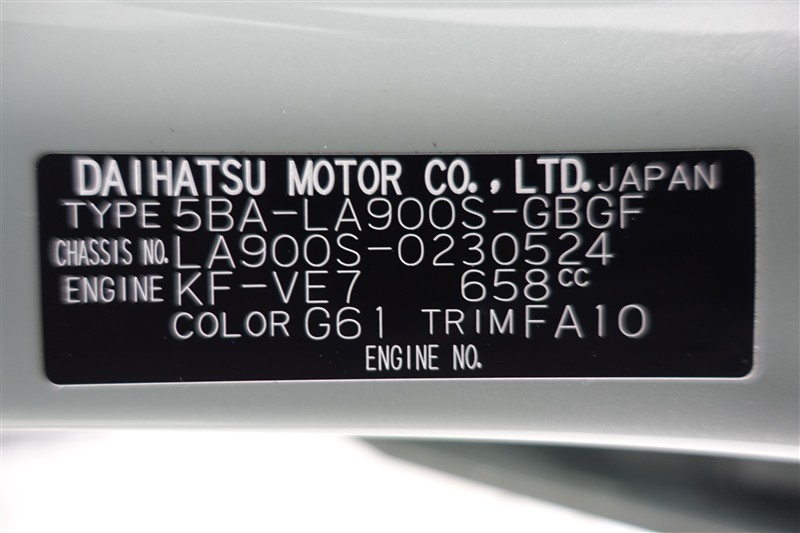 DAIHATSU MOTOR CO., LTD. JAPAN
TYPE 5BA-LA900S-GBGF
CHASSIS NO. LA900S-0230524
ENGINE KF-VE7 658cc
COLOR G61 TRIM FA10
ENGINE NO.